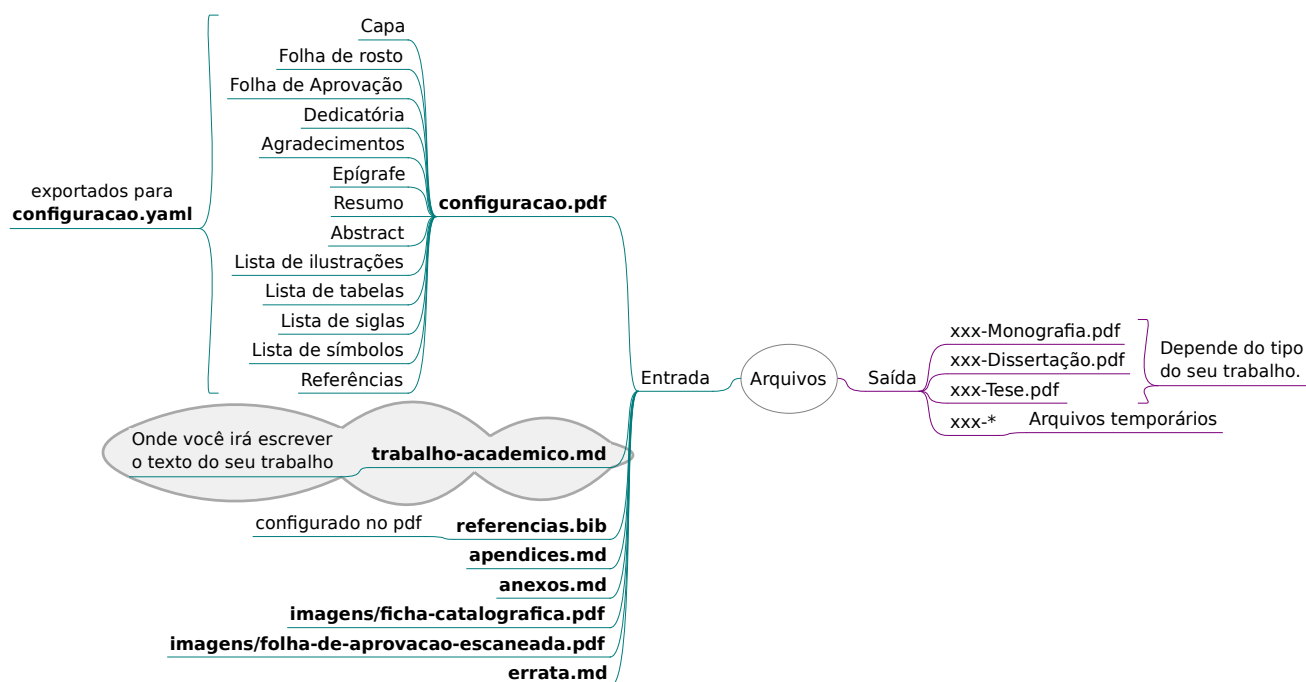 Capa
Folha de rosto
Folha de Aprovação
Dedicatória
Agradecimentos
Epígrafe
Resumo
Abstract
Lista de ilustrações
Lista de tabelas
Lista de siglas
Lista de símbolos
Referências
exportados para
configuracao.yaml
configuracao.pdf
Onde você irá escrever
o texto do seu trabalho
trabalho-academico.md
configurado no pdf
referencias.bib
apendices.md
anexos.md
imagens/ficha-catalografica.pdf
imagens/folha-de-aprovacao-escaneada.pdf
errata.md
Entrada
Arquivos
Saída
xxx-Monografia.pdf
xxx-Dissertação.pdf
xxx-Tese.pdf
Depende do tipo
do seu trabalho.
xxx-*
Arquivos temporários